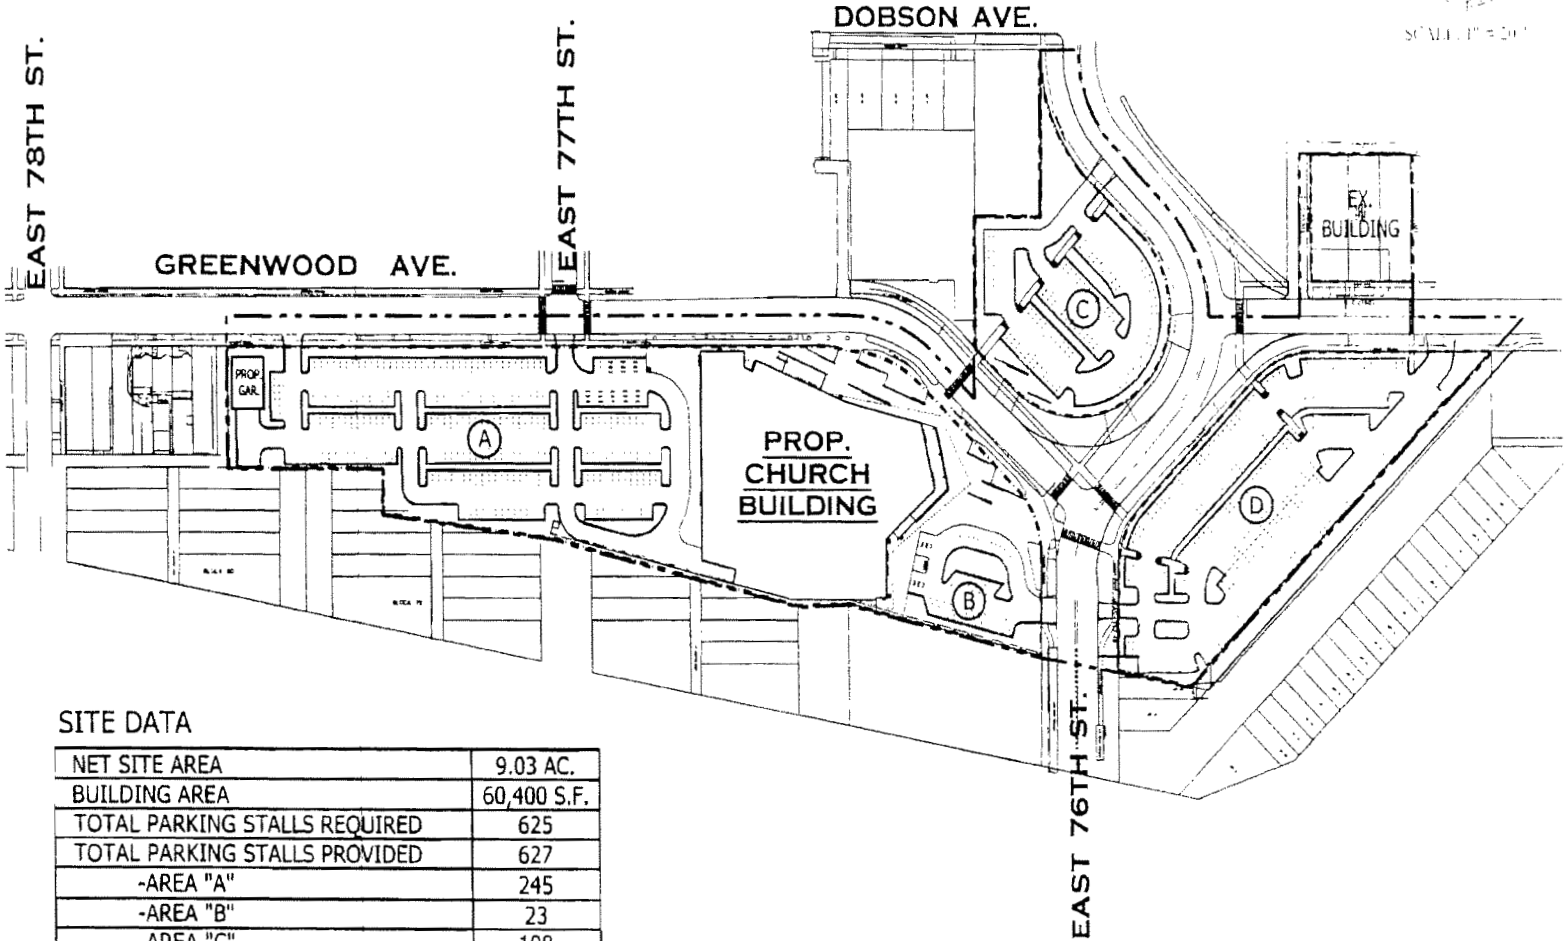 DOBSON AVE.
EAST 78TH ST.
EAST 77TH ST.
GREENWOOD AVE.
EX.
BUILDING
PROP.
GAR.
A
C
PROP.
CHURCH
BUILDING
D
B
EAST 76TH ST.
SITE DATA
NET SITE AREA 9.03 AC.
BUILDING AREA 60,400 S.F.
TOTAL PARKING STALLS REQUIRED 625
TOTAL PARKING STALLS PROVIDED 627
-AREA "A" 245
-AREA "B" 23
-AREA "C"